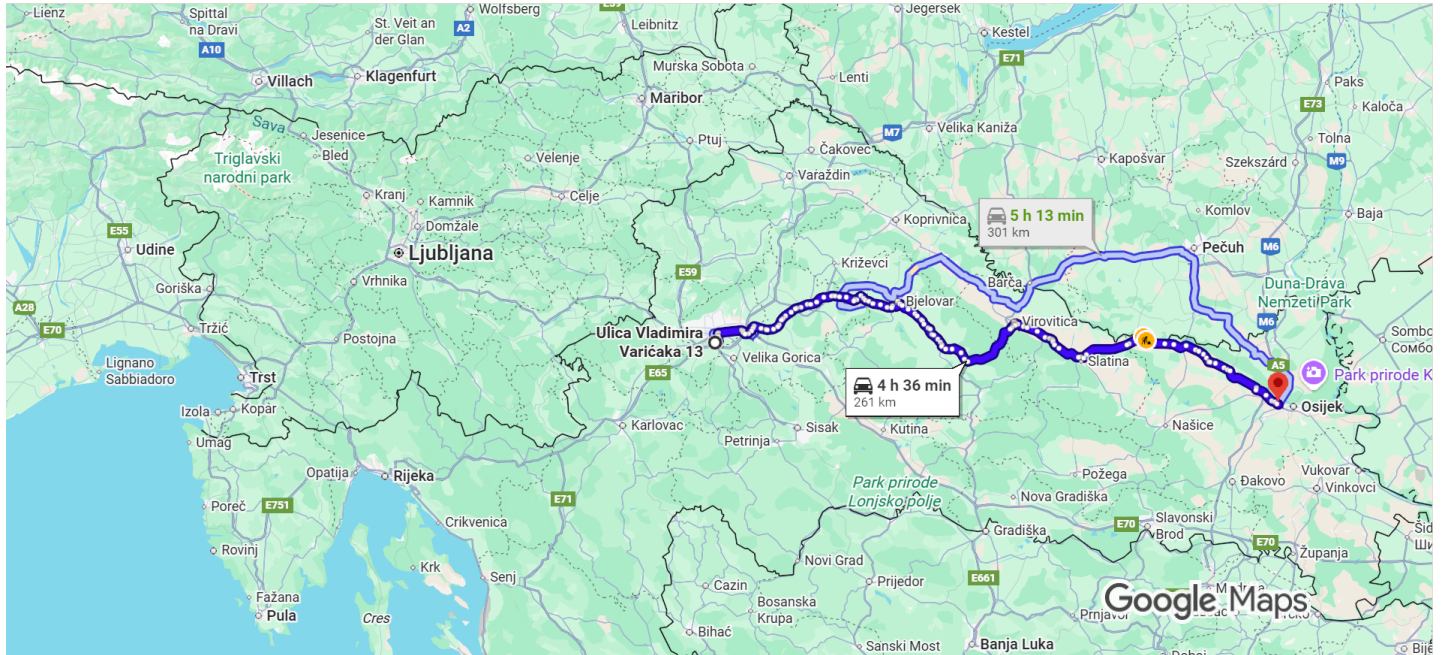 Lienz
Spittal
na Dravi
St. Veit an
der Glan
Wolfsberg
A2
A10
Villach
Klagenfurt
E59
Leibnitz
Jegersek
Kestel
E71
Murska Sobota
Lenti
Maribor
Paks
E73
Kaloča
Sava
Jesenice
Bled
Triglavski
narodni park
Ptuj
M7
Velika Kaniža
Tolna
Čakovec
Kapošvar
Szekszárd
M9
Velenje
Varaždin
Kranj
Kamnik
Celje
Domžale
Koprivnica
5 h 13 min
301 km
Komlov
Baja
E55
Udine
Ljubljana
Pečuh
M6
Vrhnika
E59
Križevci
Barča
Duna-Dráva
Nemzeti Park
Goriška
A28
E70
Tržič
Postojna
Bjelovar
Virovitica
M6
Ulica Vladimira
Varićaka 13
Velika Gorica
Slatina
A5
Park prirode K
Lignano
Sabbiadoro
Trst
E65
4 h 36 min
261 km
Osijek
Izola
Kopar
Karlovac
Petrinja
Sisak
Kutina
Našice
Umag
Opatija
Rijeka
Park prirode
Lonjsko polje
Požega
Đakovo
Vukovar
Vinkovci
Poreč
E751
E71
Nova Gradiška
Crikvenica
Gradiška
E70
Slavonski
Brod
E70
Županja
Rovinj
Krk
Senj
Novi Grad
Cazin
Prijedor
E661
Fažana
Pula
Cres
Bosanska
Krupa
Google Maps
Bihać
Sanski Most
Banja Luka